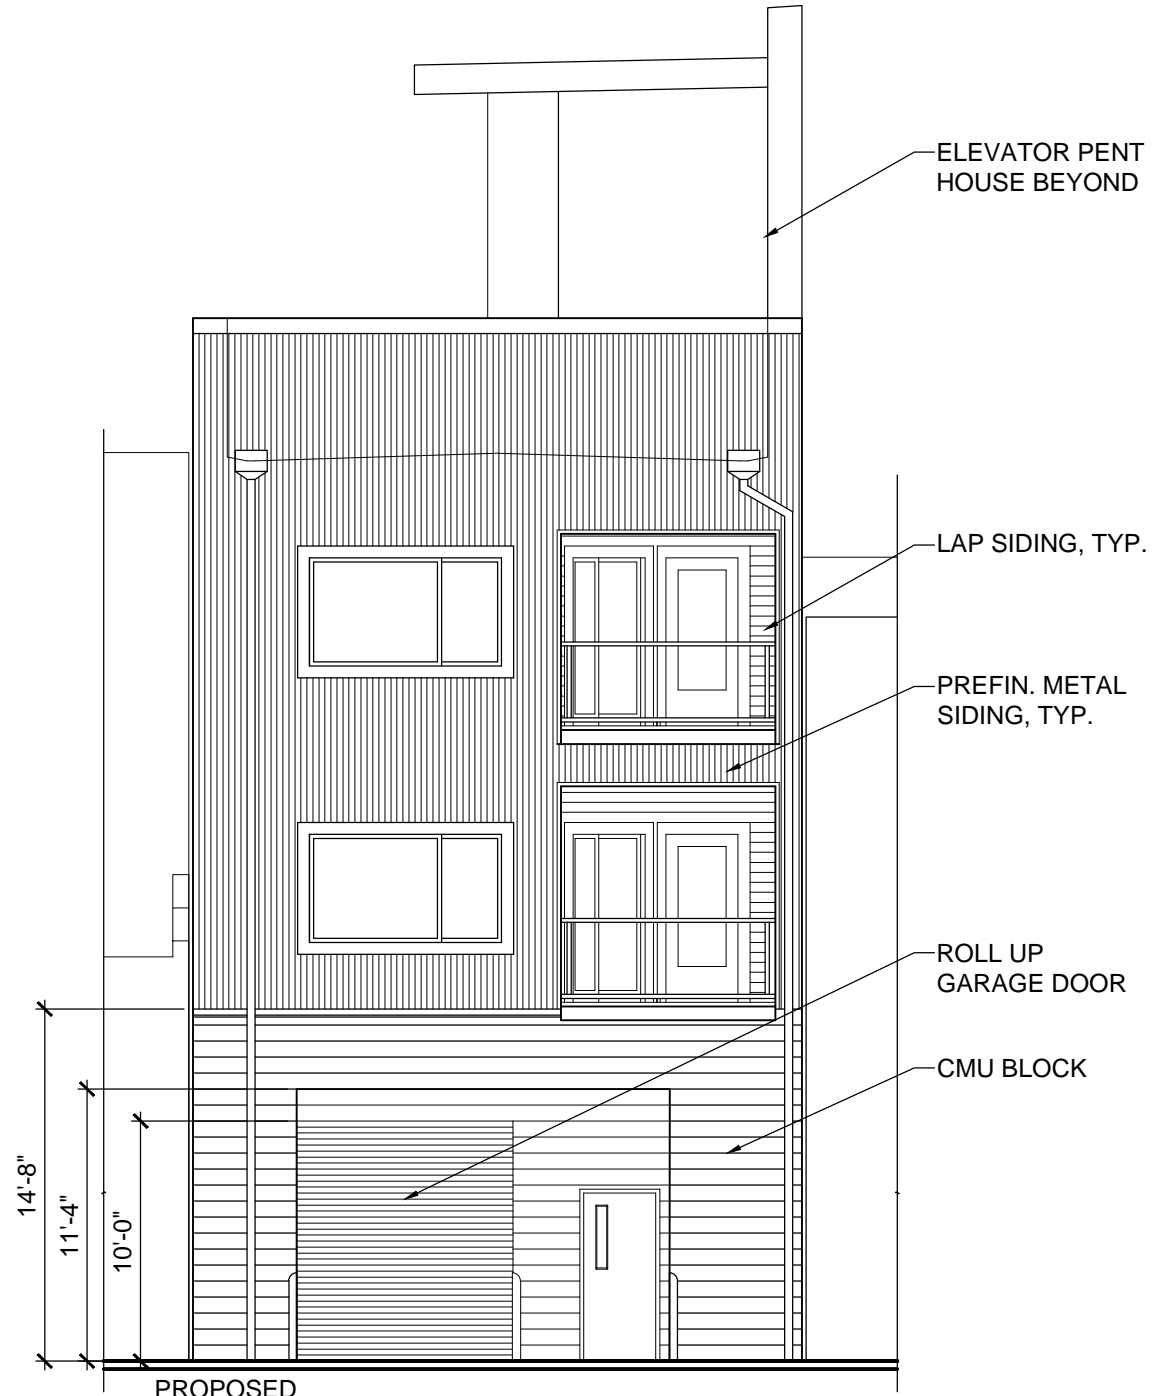 ELEVATOR PENT
HOUSE BEYOND
LAP SIDING, TYP.
PREFIN. METAL
SIDING, TYP.
ROLL UP
GARAGE DOOR
CMU BLOCK
14'-8"
11'-4"
10'-0"
PROPOSED